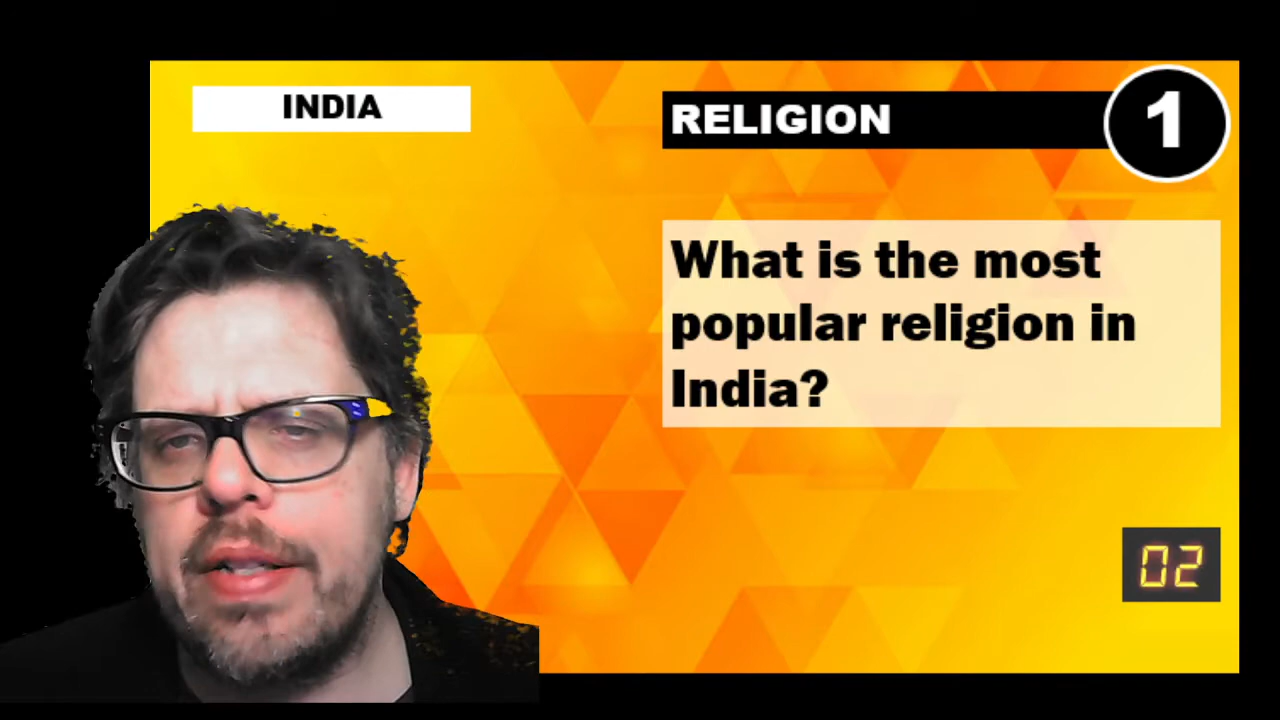 INDIA
RELIGION
1
What is the most
popular religion in
India?
02